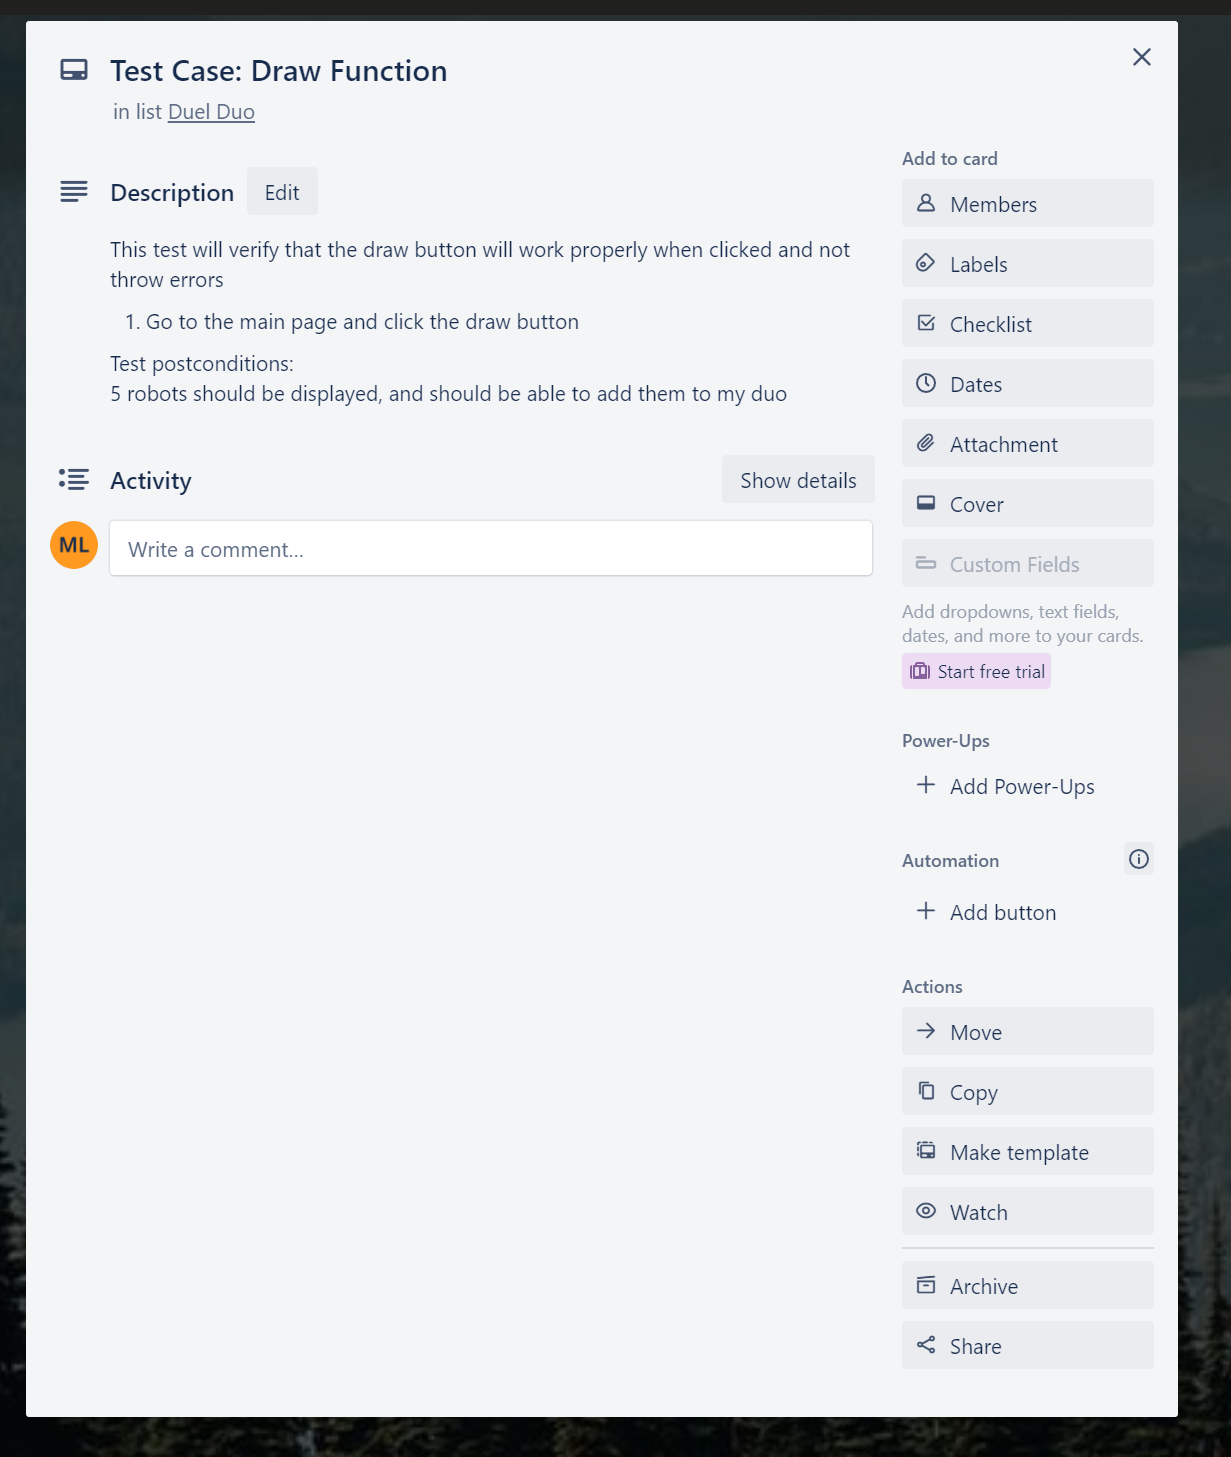 Test Case: Draw Function
in list Duel Duo
Description
Edit
This test will verify that the draw button will work properly when clicked and not
throw errors
1. Go to the main page and click the draw button
Test postconditions:
5 robots should be displayed, and should be able to add them to my duo
Activity
Show details
ML
Write a comment...
Add to card
Members
Labels
Checklist
Dates
Attachment
Cover
Custom Fields
Add dropdowns, text fields,
dates, and more to your cards.
Start free trial
Power-Ups
Add Power-Ups
Automation
Add button
Actions
Move
Copy
Make template
Watch
Archive
Share